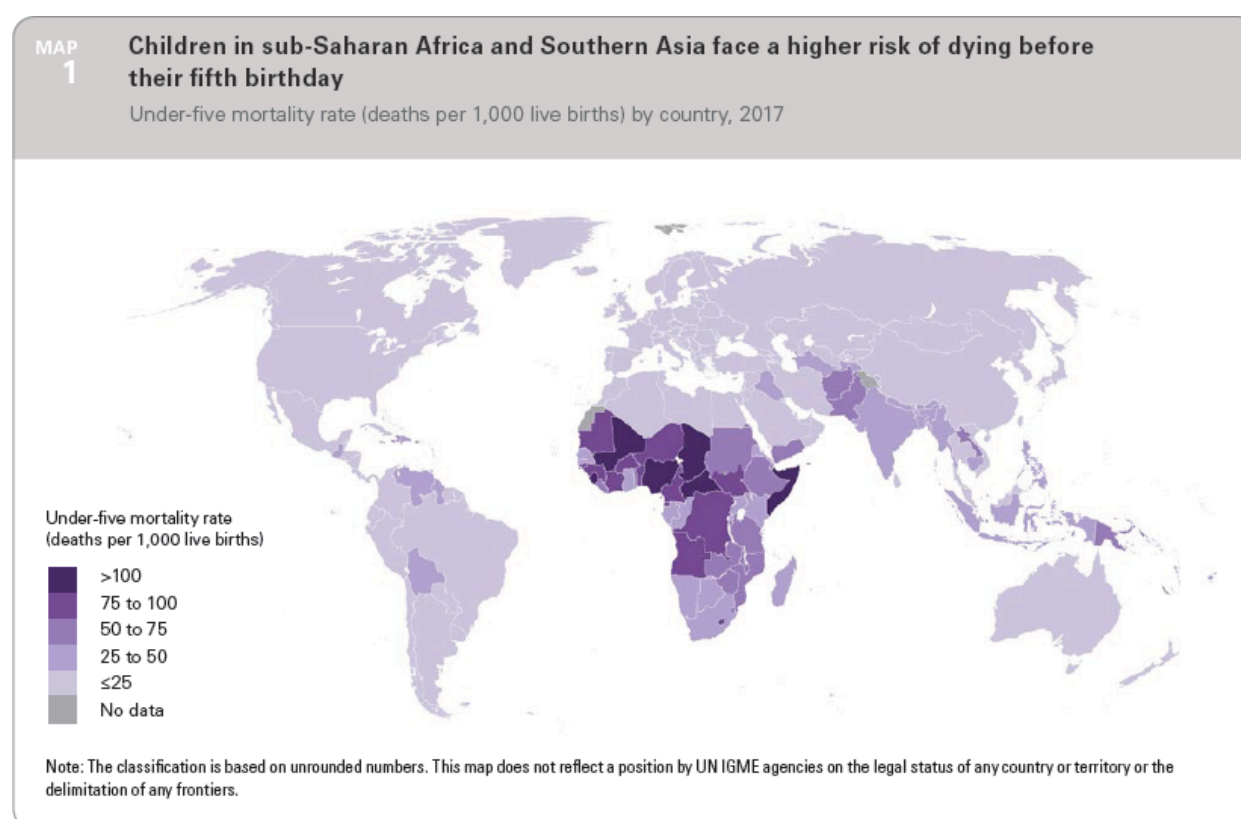 MAP
1
Children in sub-Saharan Africa and Southern Asia face a higher risk of dying before
their fifth birthday
Under-five mortality rate (deaths per 1,000 live births) by country, 2017
Under-five mortality rate
(deaths per 1,000 live births)
>100
75 to 100
50 to 75
25 to 50
≤25
No data
Note: The classification is based on unrounded numbers. This map does not reflect a position by UN IGME agencies on the legal status of any country or territory or the
delimitation of any frontiers.